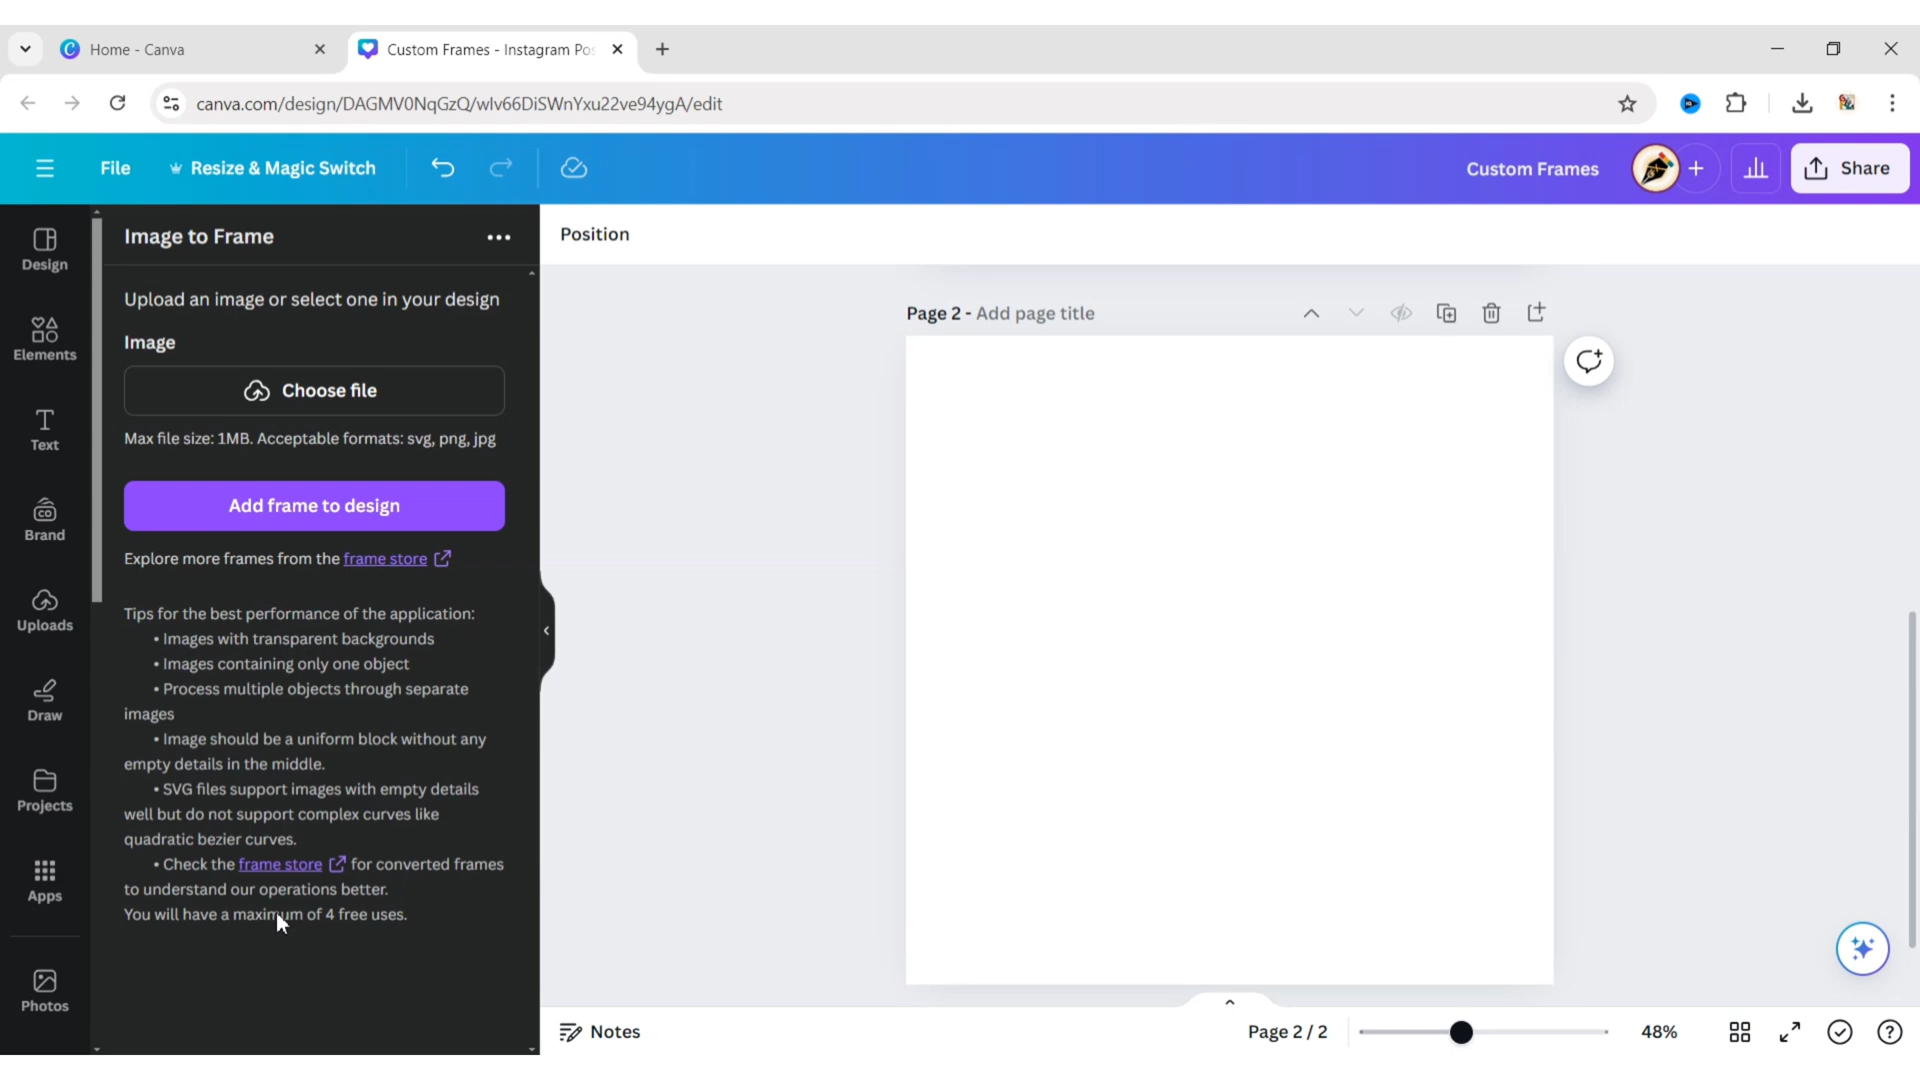 Home - Canva
Custom Frames - Instagram Pos
canva.com/design/DAGMV0NqGzQ/wlv66DiSWnYxu22ve94ygA/edit
File
Resize & Magic Switch
Custom Frames
Share
Design
Elements
Text
Brand
Uploads
Draw
Projects
Apps
Photos
Image to Frame
Upload an image or select one in your design
Image
Choose file
Max file size: 1MB. Acceptable formats: svg, png, jpg
Add frame to design
Explore more frames from the frame store
Tips for the best performance of the application:
• Images with transparent backgrounds
• Images containing only one object
• Process multiple objects through separate
images
• Image should be a uniform block without any
empty details in the middle.
• SVG files support images with empty details
well but do not support complex curves like
quadratic bezier curves.
• Check the frame store for converted frames
to understand our operations better.
You will have a maximum of 4 free uses.
Position
Page 2 - Add page title
Notes
Page 2 / 2
48%